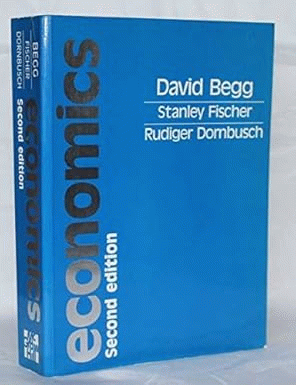 David Begg
Stanley Fischer
Rudiger Dornbusch
economics
Second edition
BEGG
FISCHER
DORNBUSCH
economics
Second edition